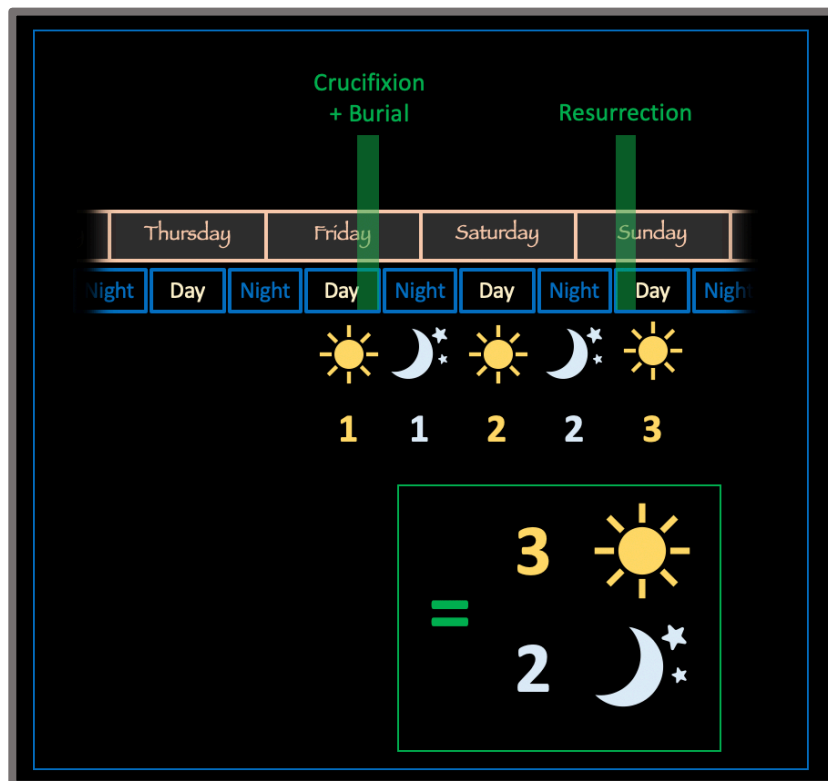 Crucifixion
+ Burial
Resurrection
Thursday Friday Saturday Sunday
Night Day Night Day Night Day Night Day Night
1 1 2 2 3
3
=
2